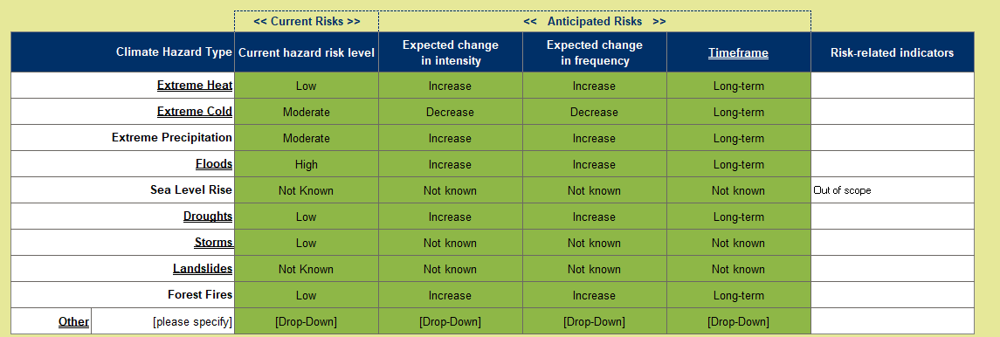 << Current Risks >> << Anticipated Risks >>
Climate Hazard Type Current hazard risk level Expected change in intensity Expected change in frequency Timeframe Risk-related indicators
Extreme Heat Low Increase Increase Long-term
Extreme Cold Moderate Decrease Decrease Long-term
Extreme Precipitation Moderate Increase Increase Long-term
Floods High Increase Increase Long-term
Sea Level Rise Not Known Not known Not known Not known Out of scope
Droughts Low Increase Increase Long-term
Storms Low Not known Not known Not known
Landslides Not Known Not known Not known Not known
Forest Fires Low Increase Increase Long-term
Other [please specify] [Drop-Down] [Drop-Down] [Drop-Down] [Drop-Down]